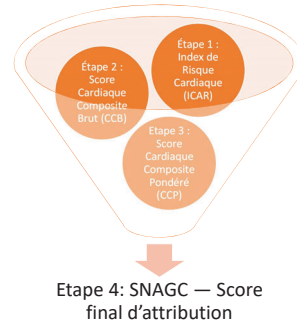 Étape 1 :
Index de
Risque
Cardiaque
(ICAR)
Étape 2 :
Score
Cardiaque
Composite
Brut (CCB)
Etape 3 :
Score
Cardiaque
Composite
Pondéré
(CCP)
Etape 4: SNAGC — Score
final d’attribution